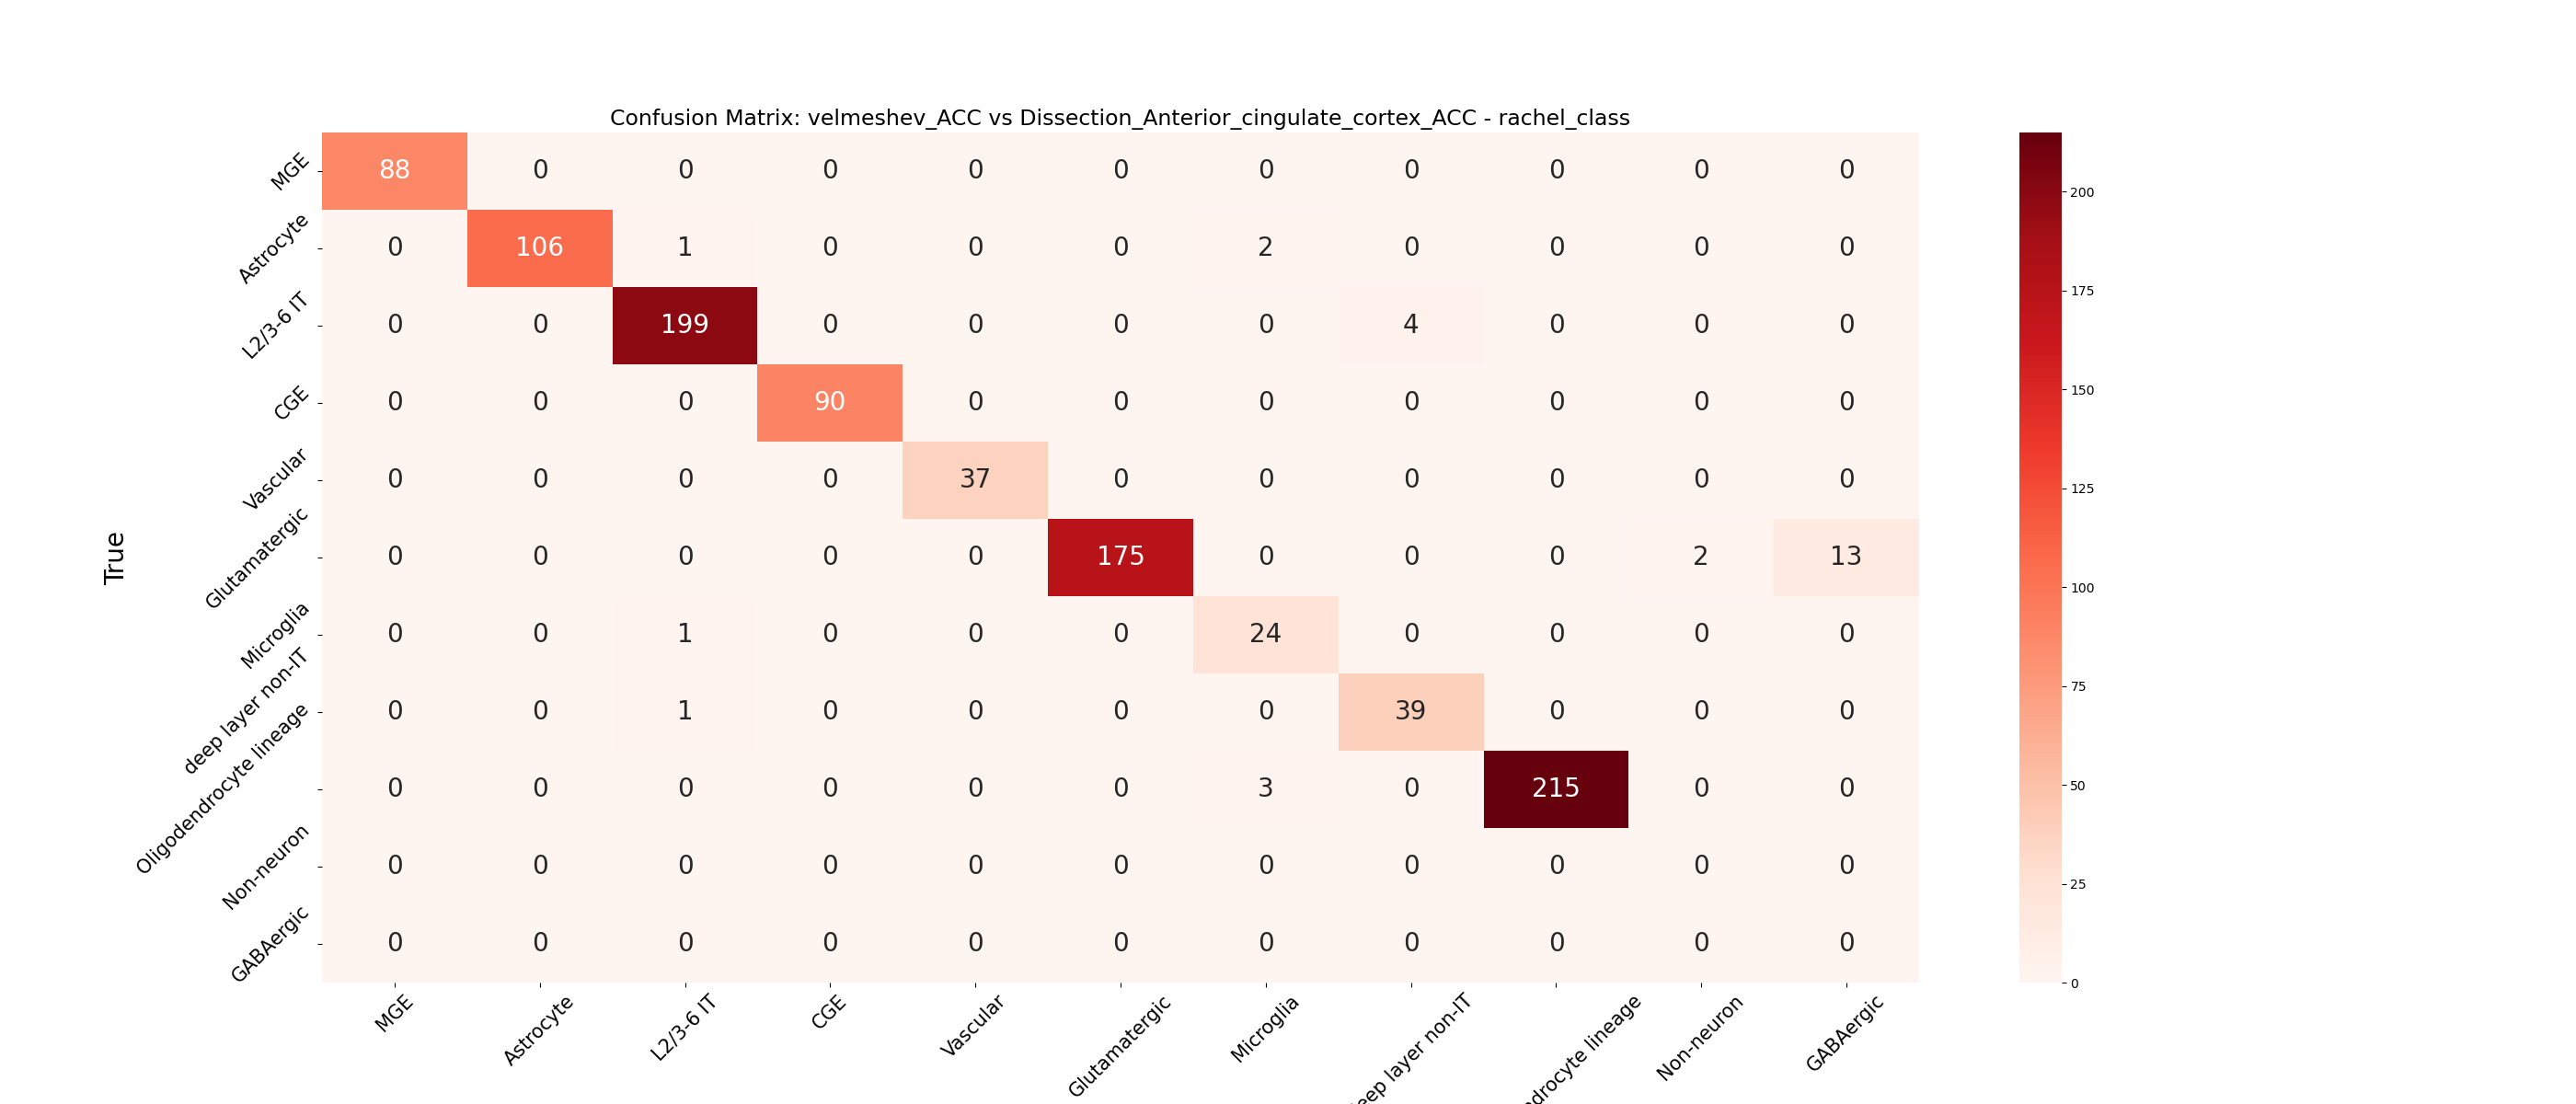 Confusion Matrix: velmeshev_ACC vs Dissection_Anterior_cingulate_cortex_ACC - rachel_class
True
MGE 88 0 0 0 0 0 0 0 0 0 0
Astrocyte 0 106 1 0 0 0 2 0 0 0 0
L2/3-6 IT 0 0 199 0 0 0 0 4 0 0 0
CGE 0 0 0 90 0 0 0 0 0 0 0
Vascular 0 0 0 0 37 0 0 0 0 0 0
Glutamatergic 0 0 0 0 0 175 0 0 0 2 13
Microglia 0 0 1 0 0 0 24 0 0 0 0
deep layer non-IT 0 0 1 0 0 0 0 39 0 0 0
Oligodendrocyte lineage 0 0 0 0 0 0 3 0 215 0 0
Non-neuron 0 0 0 0 0 0 0 0 0 0 0
GABAergic 0 0 0 0 0 0 0 0 0 0 0
MGE Astrocyte L2/3-6 IT CGE Vascular Glutamatergic Microglia eep layer non-IT drocyte lineage Non-neuron GABAergic
200
175
150
125
100
75
50
25
0